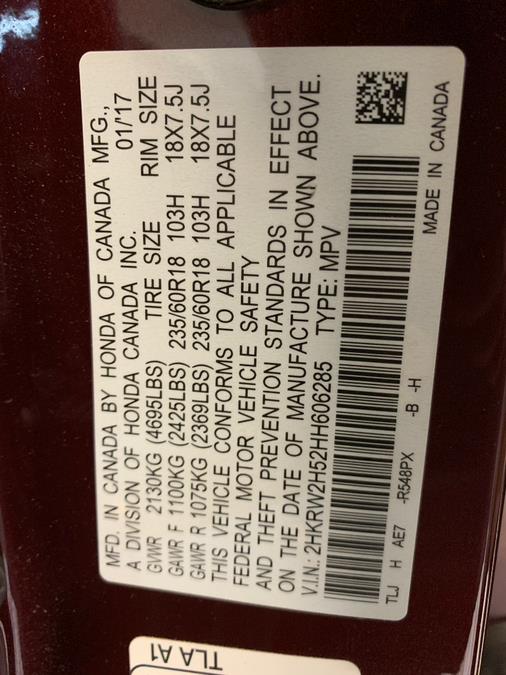 MFD. IN CANADA BY HONDA OF CANADA MFG.,
A DIVISION OF HONDA CANADA INC. 01/'17
GVWR 2130KG (4695LBS) TIRE SIZE RIM SIZE
GAWR F 1100KG (2425LBS) 235/60R18 103H 18X7.5J
GAWR R 1075KG (2369LBS) 235/60R18 103H 18X7.5J
THIS VEHICLE CONFORMS TO ALL APPLICABLE
FEDERAL MOTOR VEHICLE SAFETY
AND THEFT PREVENTION STANDARDS IN EFFECT
ON THE DATE OF MANUFACTURE SHOWN ABOVE.
V.I.N.: 2HKRW2H52HH606285 TYPE: MPV
TLJ H AE7 -R548PX -B -H MADE IN CANADA
TLA A1